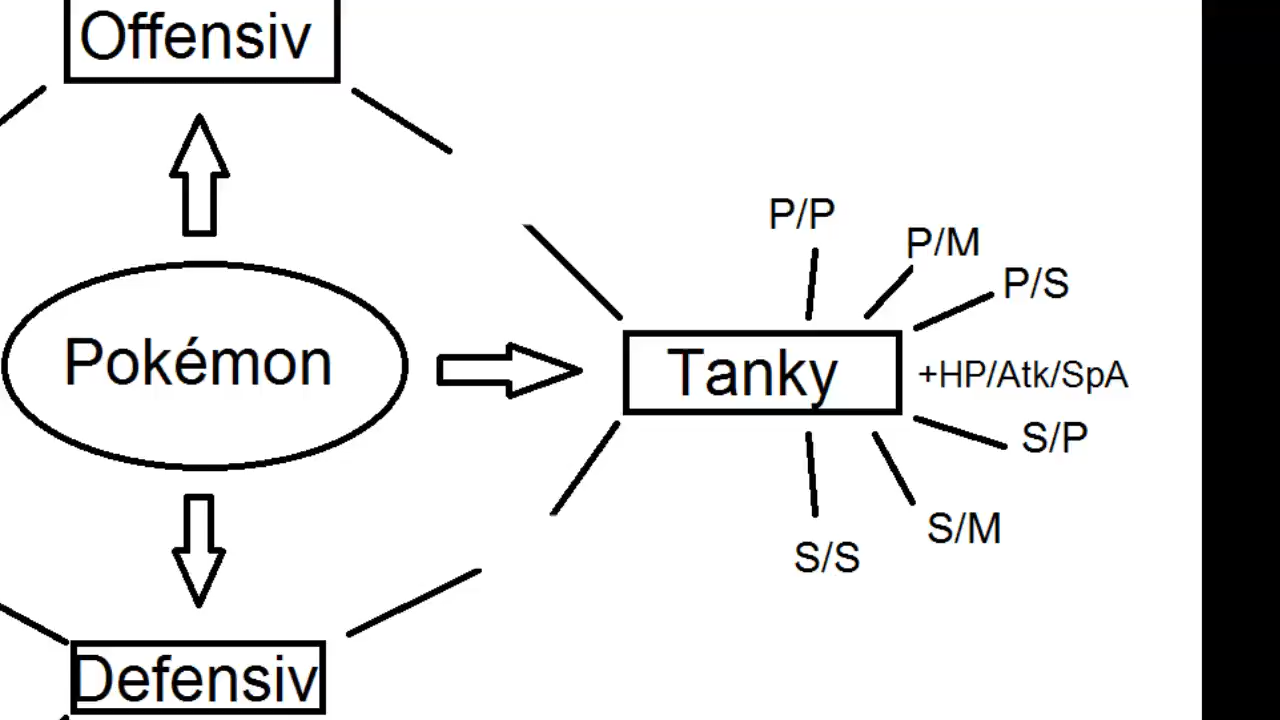 Offensiv
P/P
P/M
P/S
Pokémon
Tanky
+HP/Atk/SpA
S/P
S/M
S/S
Defensiv